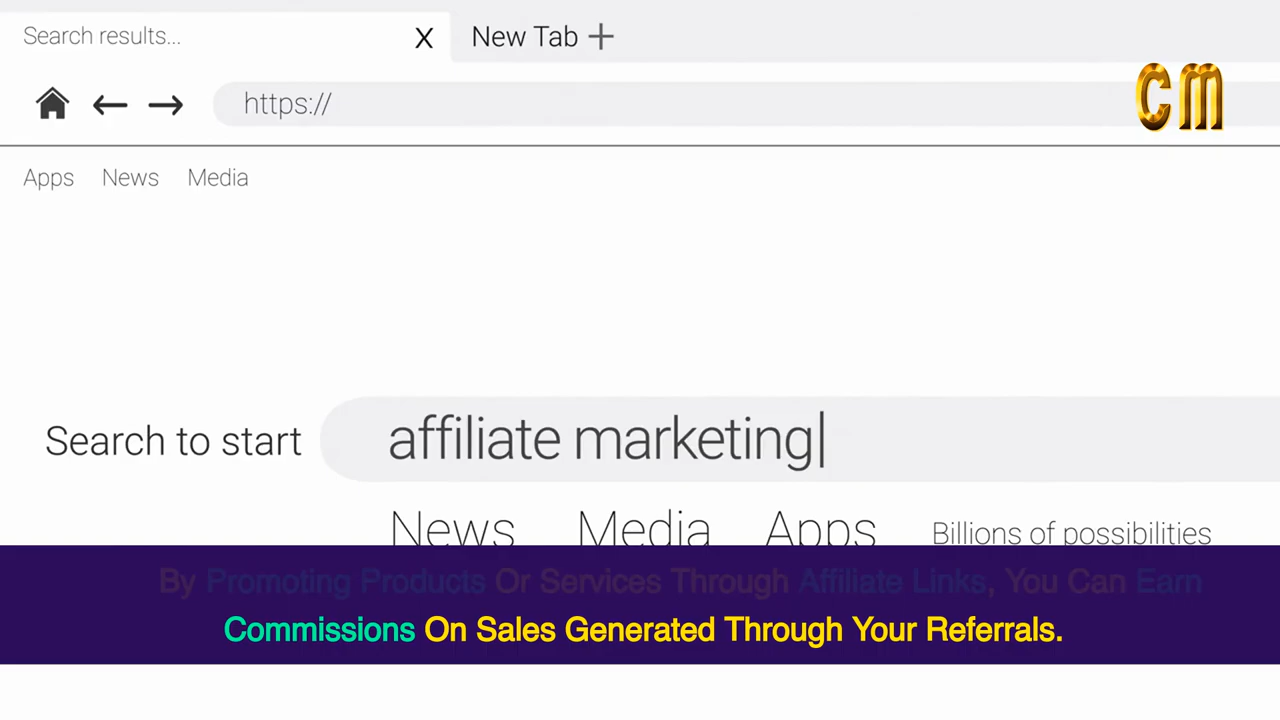 Search results...
X
New Tab +
CM
https://
Apps News Media
Search to start
affiliate marketing
News Media Apps Billions of possibilities
By Promoting Products Or Services Through Affiliate Links, You Can Earn
Commissions On Sales Generated Through Your Referrals.